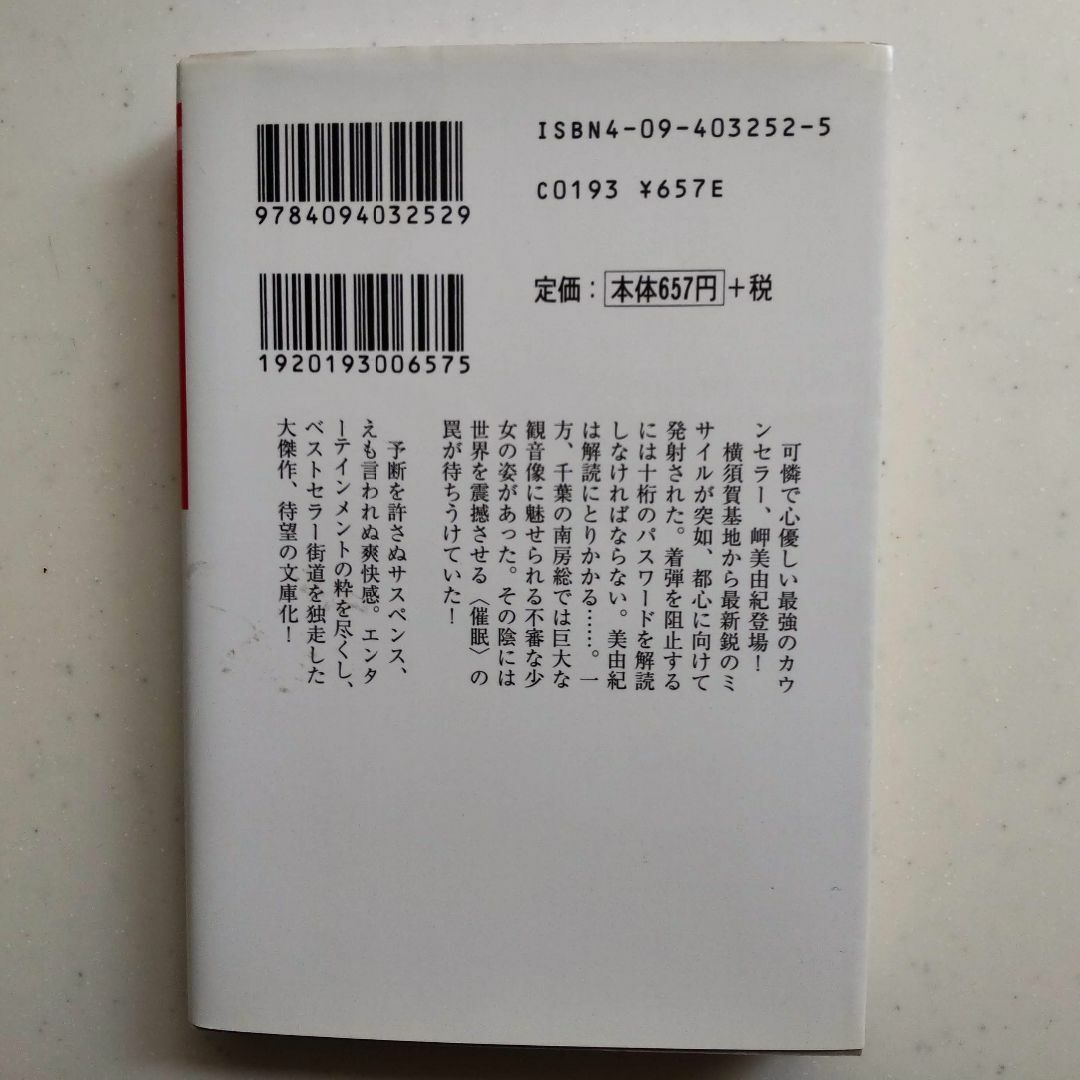 9784094032529
ISBN4-09-403252-5
C0193 ¥657E
定価：本体657円+税
1920193006575
可憐で心優しい最強のカウ
ンセラー、岬美由紀登場！
横須賀基地から最新鋭のミ
サイルが突如、都心に向けて
発射された。着弾を阻止する
には十桁のパスワードを解読
しなければならない。美由紀
は解読にとりかかる……。一
方、千葉の南房総では巨大な
観音像に魅せられる不審な少
女の姿があった。その陰には
世界を震撼させる〈催眠〉の
罠が待ちうけていた！
予断を許さぬサスペンス、
えも言われぬ爽快感。エンタ
ーテインメントの粋を尽くし、
ベストセラー街道を独走した
大傑作、待望の文庫化！